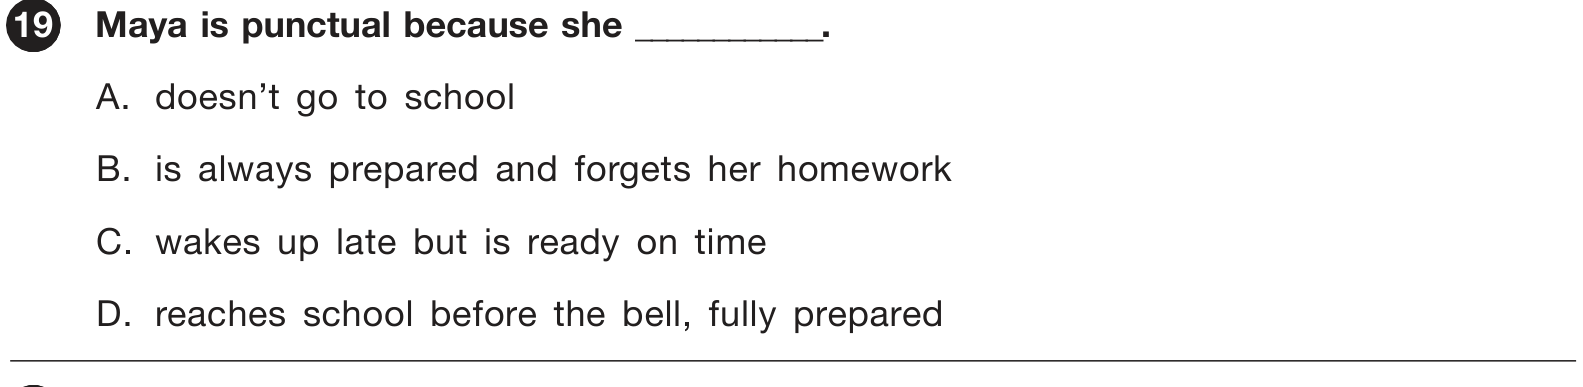 19 Maya is punctual because she ___________.
A. doesn't go to school
B. is always prepared and forgets her homework
C. wakes up late but is ready on time
D. reaches school before the bell, fully prepared